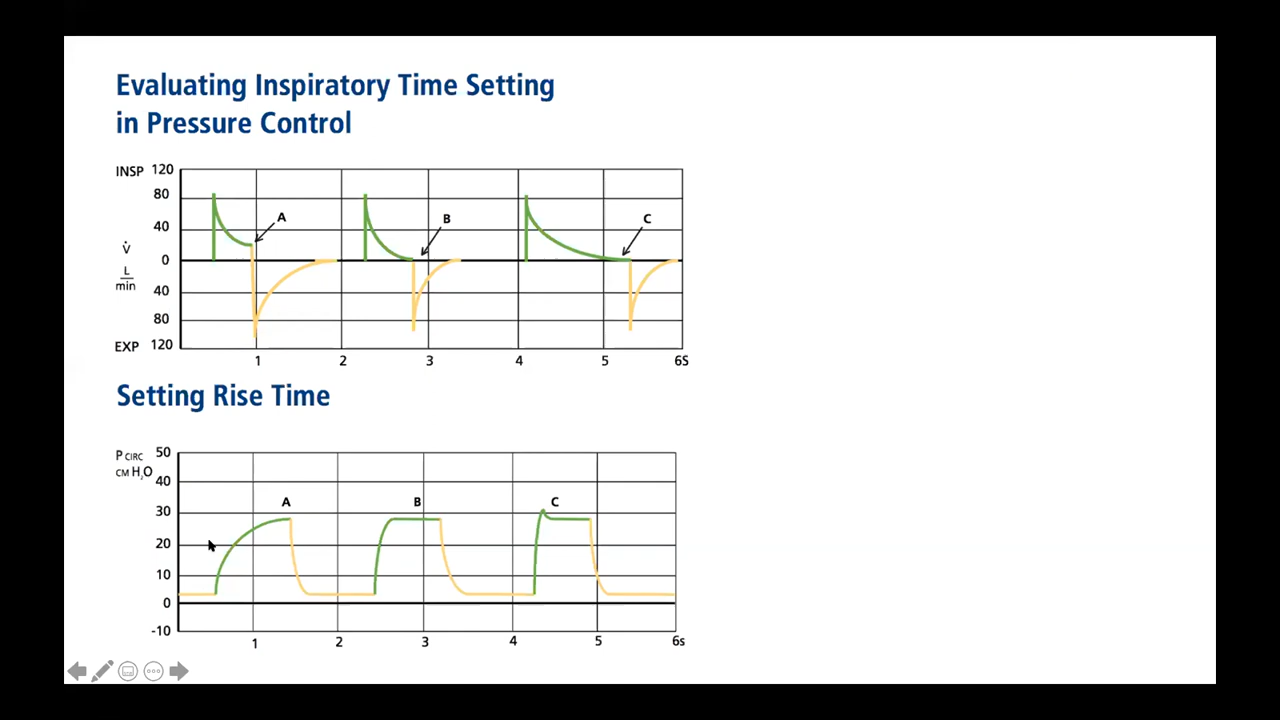 Evaluating Inspiratory Time Setting
in Pressure Control
INSP 120
80
40
V̇ 0
L
min
40
80
EXP 120
A B C
1 2 3 4 5 6S
Setting Rise Time
P CIRC 50
CM H₂O 40
30
20
10
0
-10
A B C
1 2 3 4 5 6s